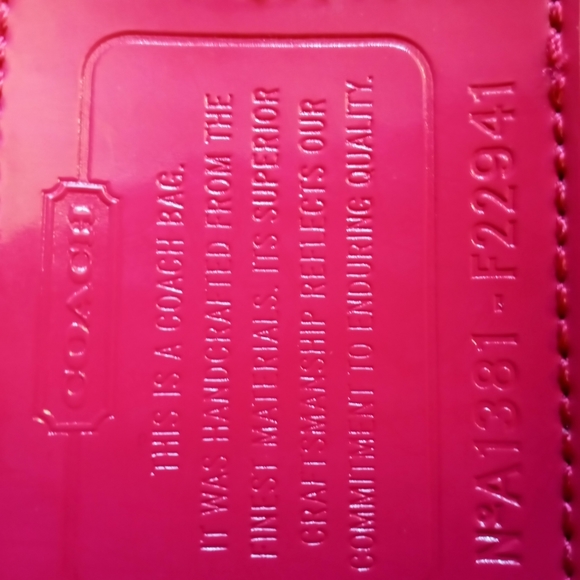 COACH
THIS IS A COACH BAG.
IT WAS HANDCRAFTED FROM THE
FINEST MATERIALS. ITS SUPERIOR
CRAFTSMANSHIP REFLECTS OUR
COMMITMENT TO ENDURING QUALITY.
NºA1381-F22941